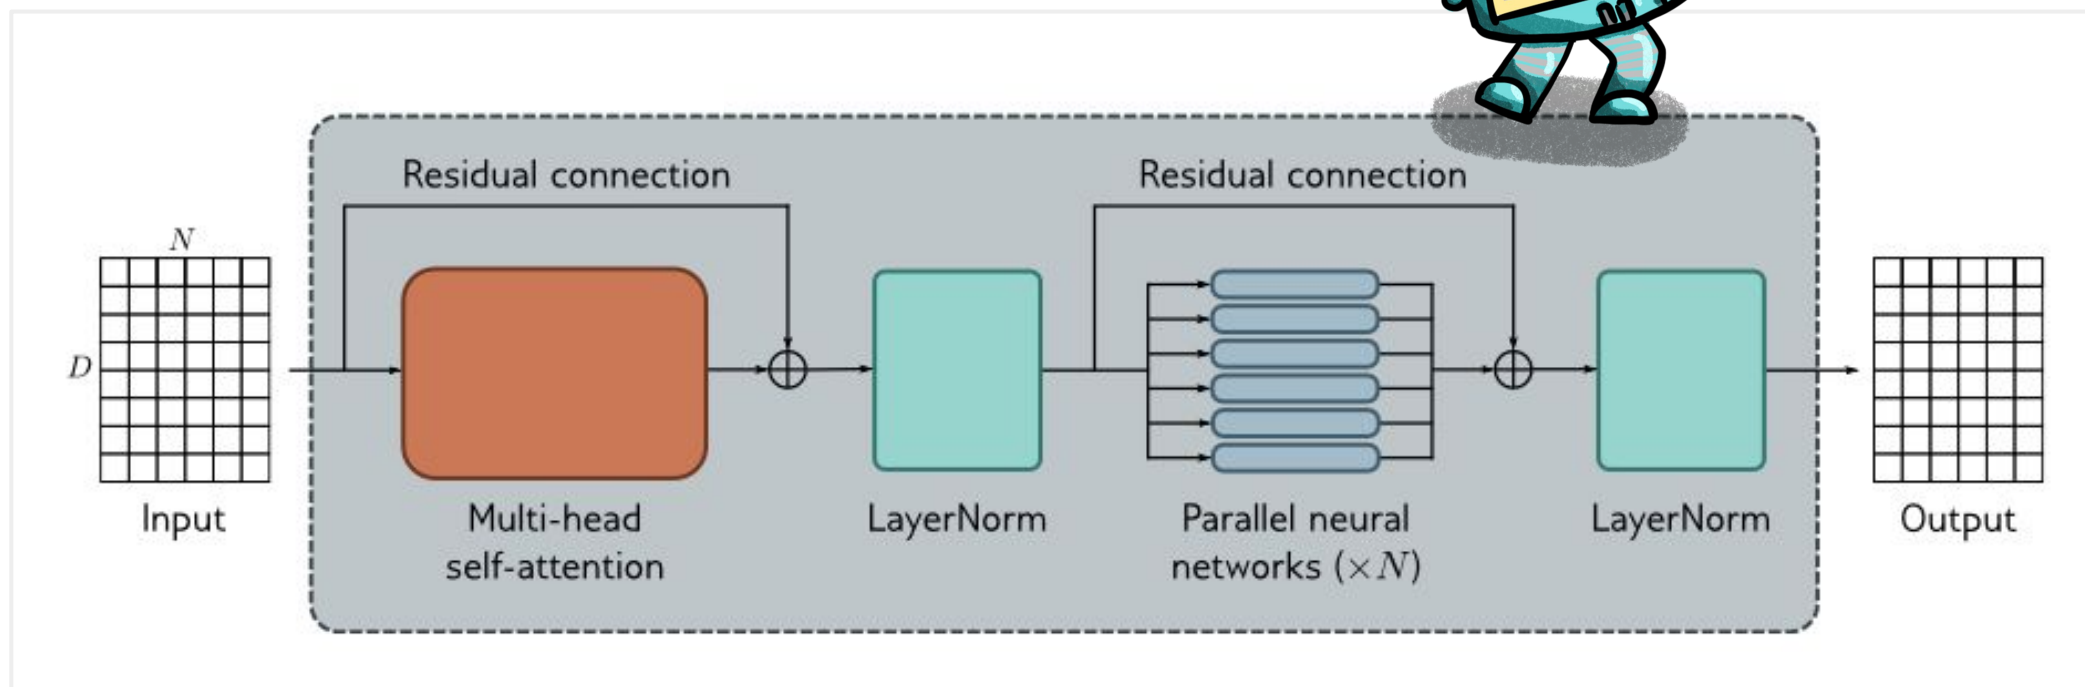 Residual connection
Residual connection
N
D
Input
Multi-head
self-attention
LayerNorm
Parallel neural
networks (×N)
LayerNorm
Output